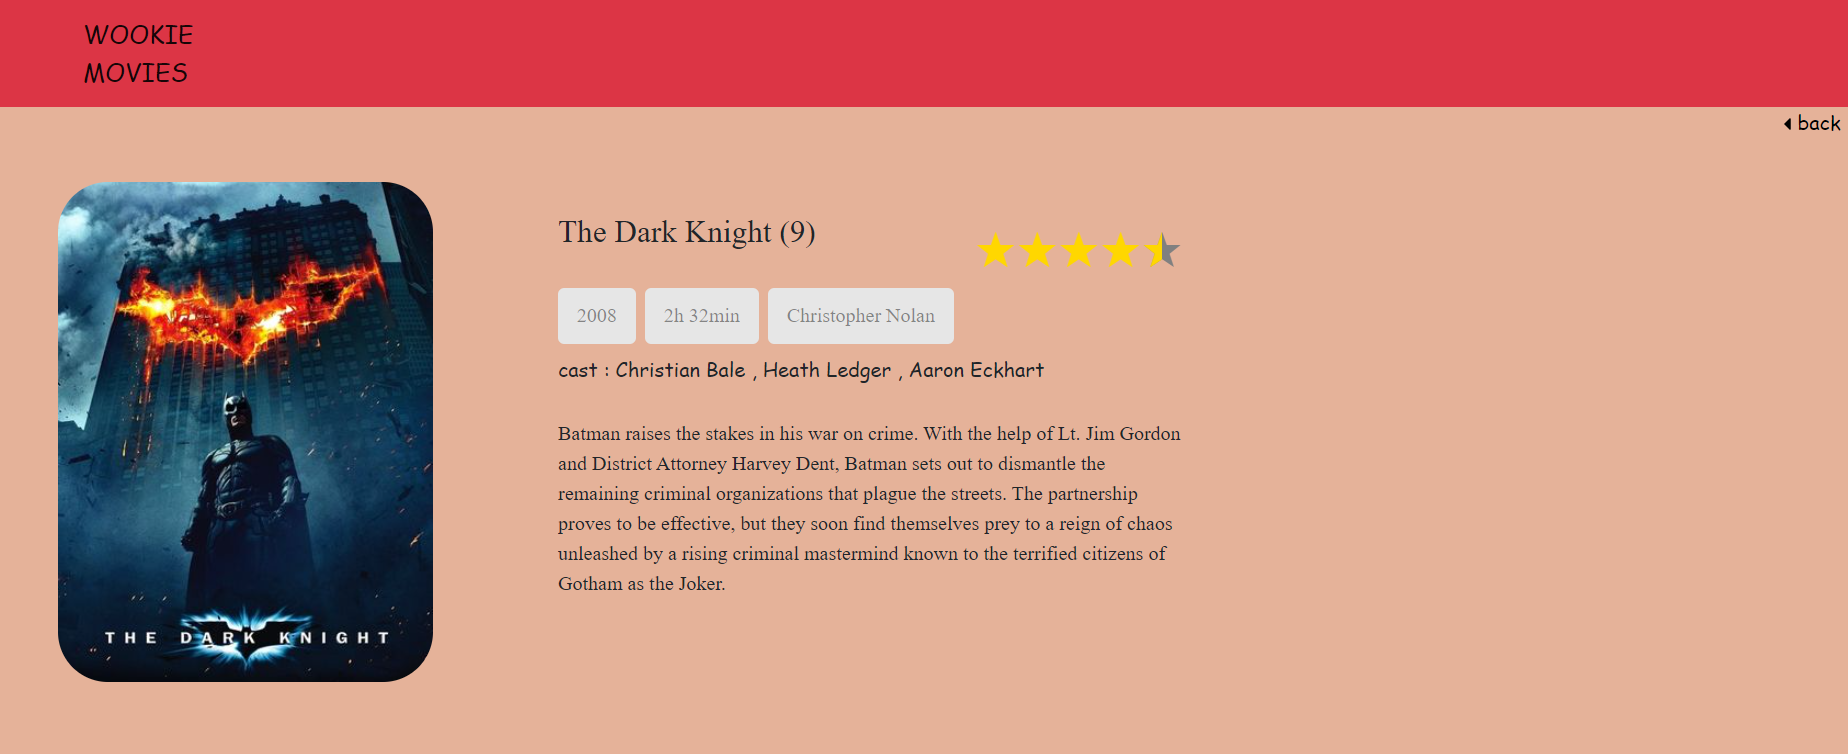 WOOKIE
MOVIES
back
The Dark Knight (9)
2008 2h 32min Christopher Nolan
cast : Christian Bale , Heath Ledger , Aaron Eckhart
Batman raises the stakes in his war on crime. With the help of Lt. Jim Gordon
and District Attorney Harvey Dent, Batman sets out to dismantle the
remaining criminal organizations that plague the streets. The partnership
proves to be effective, but they soon find themselves prey to a reign of chaos
unleashed by a rising criminal mastermind known to the terrified citizens of
Gotham as the Joker.
THE DARK KNIGHT